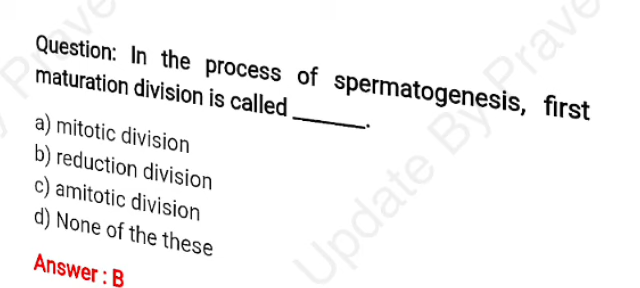 Question: In the process of spermatogenesis, first
maturation division is called ______.
a) mitotic division
b) reduction division
c) amitotic division
d) None of the these
Answer : B
Update By Prave